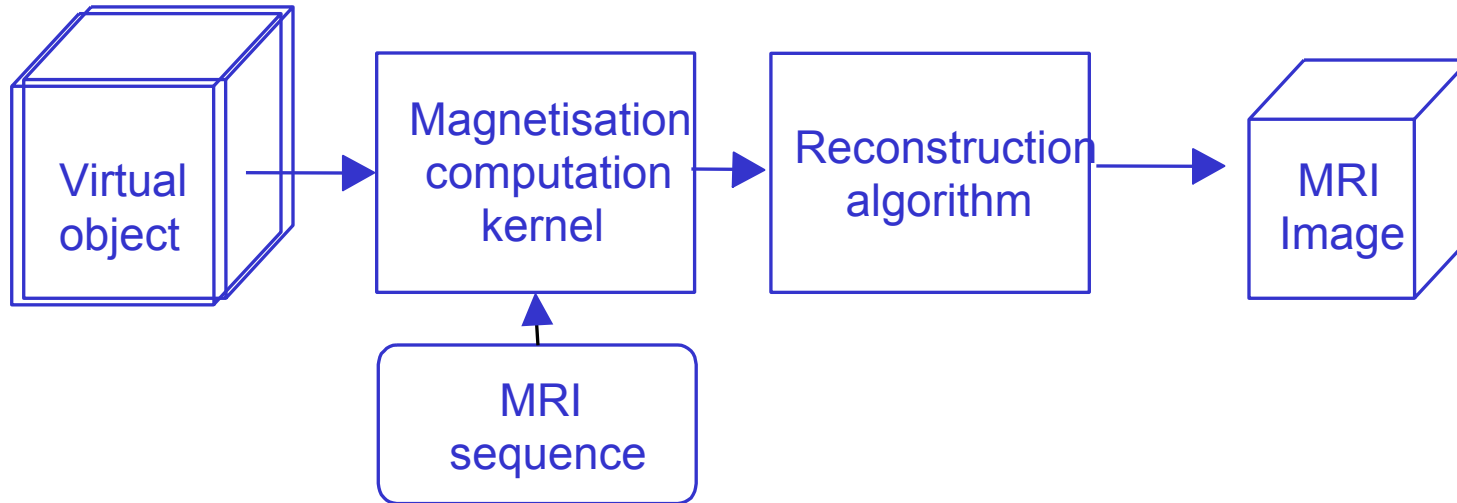 Virtual
object
Magnetisation
computation
kernel
Reconstruction
algorithm
MRI
Image
MRI
sequence